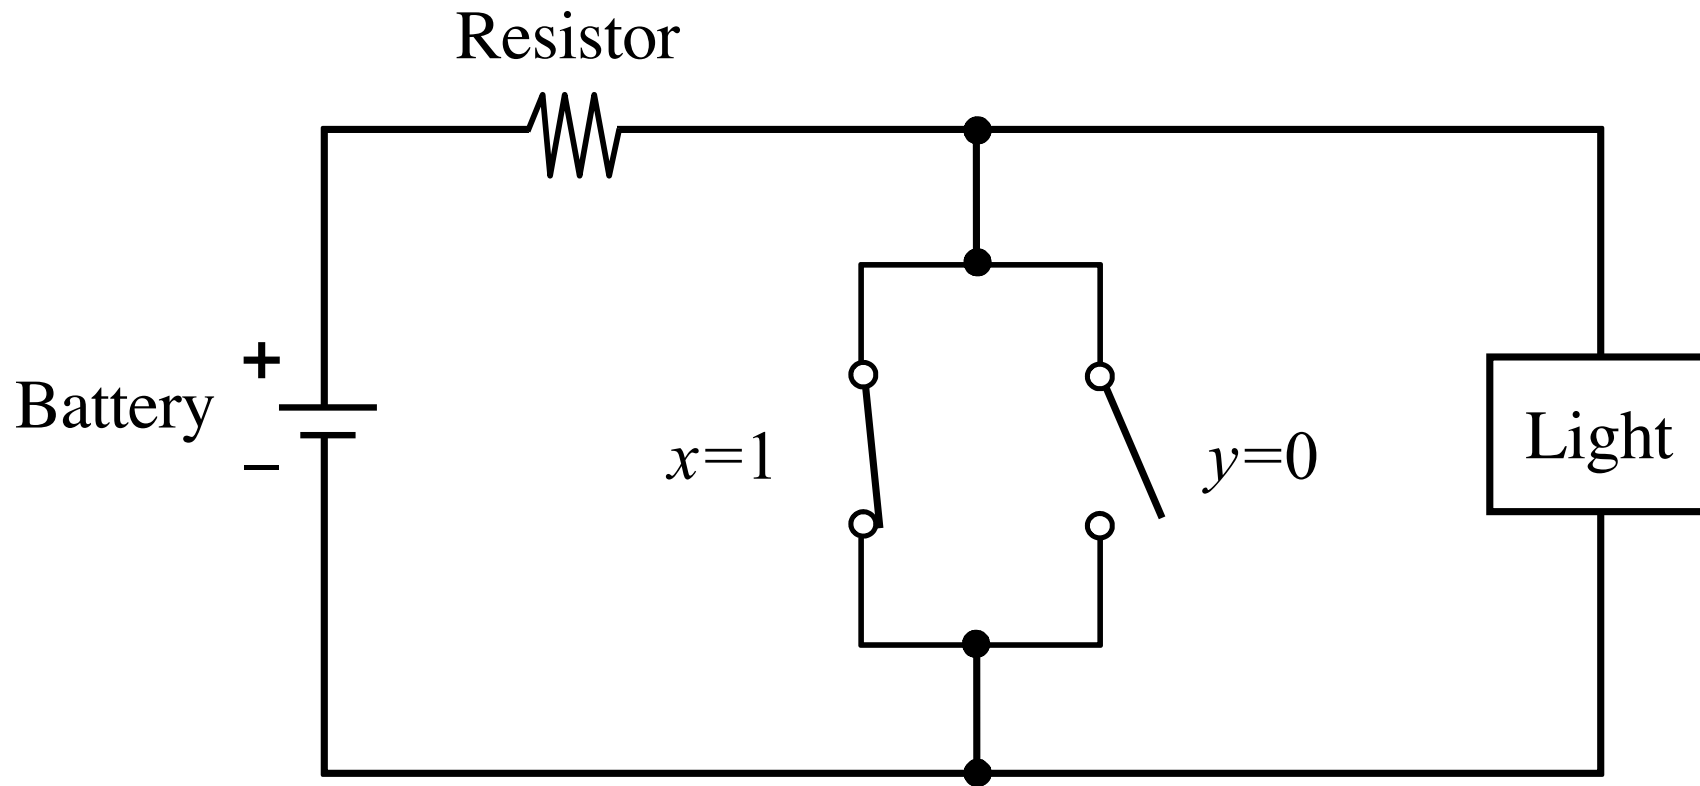 Resistor
+
Battery
−
x=1
y=0
Light